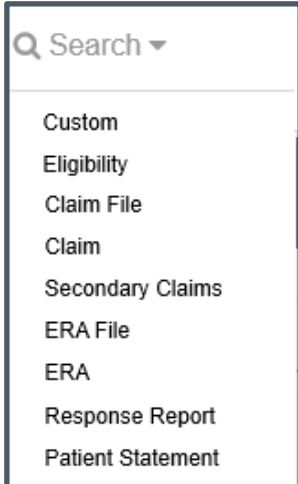 Search
Custom
Eligibility
Claim File
Claim
Secondary Claims
ERA File
ERA
Response Report
Patient Statement